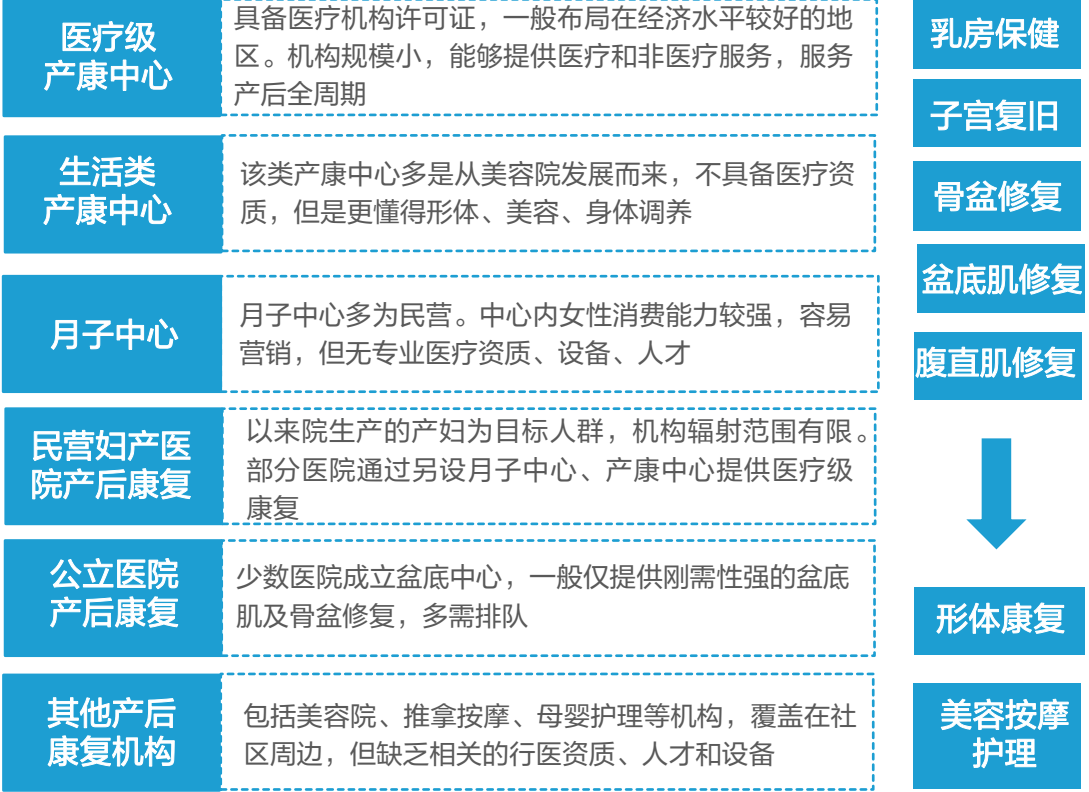 医疗级
产康中心
具备医疗机构许可证，一般布局在经济水平较好的地
区。机构规模小，能够提供医疗和非医疗服务，服务
产后全周期
生活类
产康中心
该类产康中心多是从美容院发展而来，不具备医疗资
质，但是更懂得形体、美容、身体调养
月子中心
月子中心多为民营。中心内女性消费能力较强，容易
营销，但无专业医疗资质、设备、人才
民营妇产医
院产后康复
以来院生产的产妇为目标人群，机构辐射范围有限。
部分医院通过另设月子中心、产康中心提供医疗级
康复
公立医院
产后康复
少数医院成立盆底中心，一般仅提供刚需性强的盆底
肌及骨盆修复，多需排队
其他产后
康复机构
包括美容院、推拿按摩、母婴护理等机构，覆盖在社
区周边，但缺乏相关的行医资质、人才和设备
乳房保健
子宫复旧
骨盆修复
盆底肌修复
腹直肌修复
形体康复
美容按摩
护理